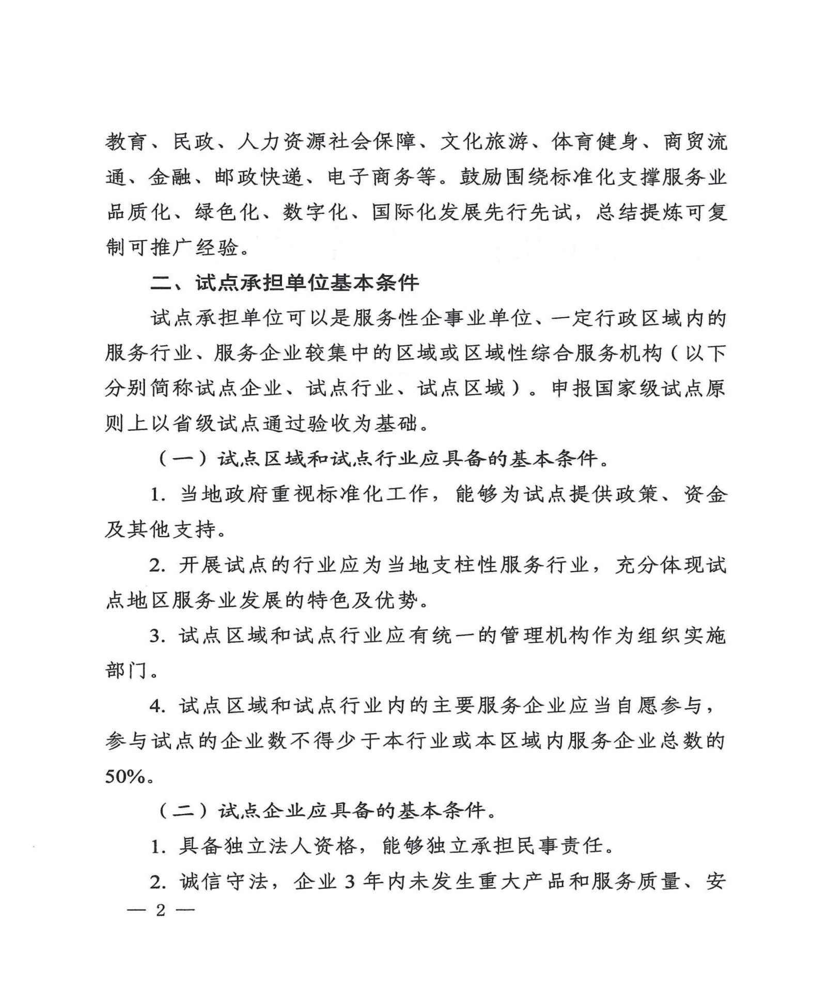 教育、民政、人力资源社会保障、文化旅游、体育健身、商贸流
通、金融、邮政快递、电子商务等。鼓励围绕标准化支撑服务业
品质化、绿色化、数字化、国际化发展先行先试，总结提炼可复
制可推广经验。
二、试点承担单位基本条件
试点承担单位可以是服务性企事业单位、一定行政区域内的
服务行业、服务企业较集中的区域或区域性综合服务机构（以下
分别简称试点企业、试点行业、试点区域）。申报国家级试点原
则上以省级试点通过验收为基础。
（一）试点区域和试点行业应具备的基本条件。
1. 当地政府重视标准化工作，能够为试点提供政策、资金
及其他支持。
2. 开展试点的行业应为当地支柱性服务行业，充分体现试
点地区服务业发展的特色及优势。
3. 试点区域和试点行业应有统一的管理机构作为组织实施
部门。
4. 试点区域和试点行业内的主要服务企业应当自愿参与，
参与试点的企业数不得少于本行业或本区域内服务企业总数的
50%。
（二）试点企业应具备的基本条件。
1. 具备独立法人资格，能够独立承担民事责任。
2. 诚信守法，企业 3 年内未发生重大产品和服务质量、安
— 2 —